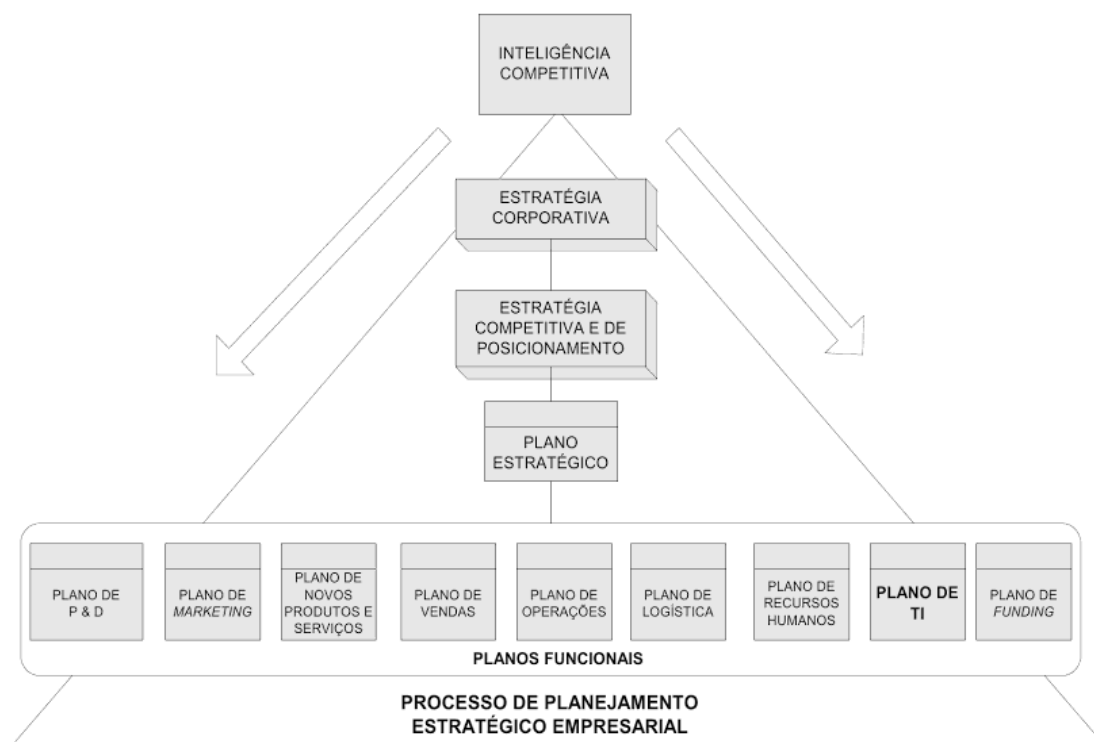 INTELIGÊNCIA
COMPETITIVA
ESTRATÉGIA
CORPORATIVA
ESTRATÉGIA
COMPETITIVA E DE
POSICIONAMENTO
PLANO
ESTRATÉGICO
PLANO DE
P & D
PLANO DE
MARKETING
PLANO DE
NOVOS
PRODUTOS E
SERVIÇOS
PLANO DE
VENDAS
PLANO DE
OPERAÇÕES
PLANO DE
LOGÍSTICA
PLANO DE
RECURSOS
HUMANOS
PLANO DE
TI
PLANO DE
FUNDING
PLANOS FUNCIONAIS
PROCESSO DE PLANEJAMENTO
ESTRATÉGICO EMPRESARIAL